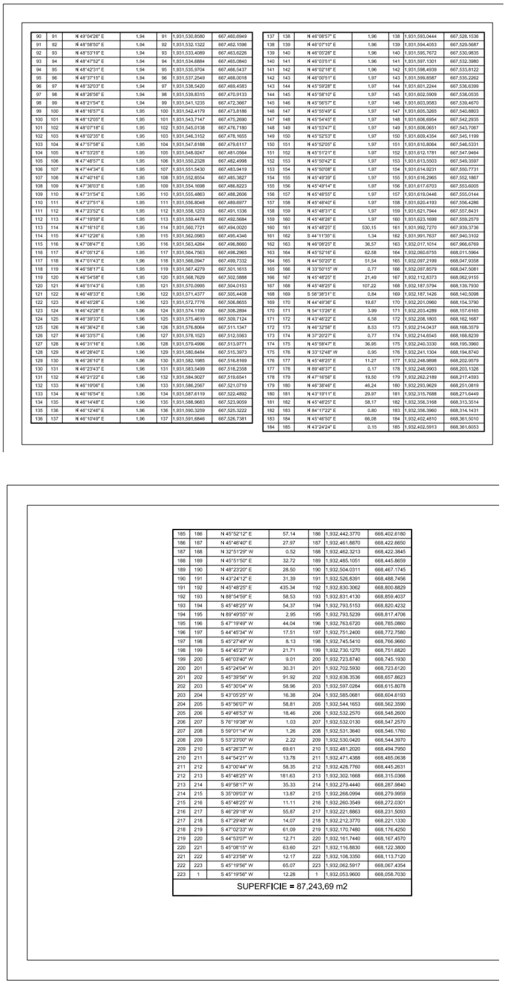 90 91 N 49°04'26" E 1.94 91 1,931,530.8580 667,460.6949
91 92 N 48°58'50" E 1.94 92 1,931,532.1322 667,462.1596
92 93 N 48°53'19" E 1.94 93 1,931,533.4089 667,463.6226
93 94 N 48°47'52" E 1.94 94 1,931,534.6884 667,465.0840
94 95 N 48°42'31" E 1.94 95 1,931,535.9704 667,466.5437
95 96 N 48°37'15" E 1.94 96 1,931,537.2549 667,468.0018
96 97 N 48°32'03" E 1.94 97 1,931,538.5420 667,469.4583
97 98 N 48°26'56" E 1.94 98 1,931,539.8315 667,470.9133
98 99 N 48°21'54" E 1.94 99 1,931,541.1235 667,472.3667
99 100 N 48°16'57" E 1.95 100 1,931,542.4179 667,473.8186
100 101 N 48°12'05" E 1.95 101 1,931,543.7147 667,475.2690
101 102 N 48°07'18" E 1.95 102 1,931,545.0138 667,476.7180
102 103 N 48°02'35" E 1.95 103 1,931,546.3152 667,478.1655
103 104 N 47°57'58" E 1.95 104 1,931,547.6188 667,479.6117
104 105 N 47°53'25" E 1.95 105 1,931,548.9247 667,481.0564
105 106 N 47°48'57" E 1.95 106 1,931,550.2328 667,482.4998
106 107 N 47°44'34" E 1.95 107 1,931,551.5430 667,483.9419
107 108 N 47°40'16" E 1.95 108 1,931,552.8554 667,485.3827
108 109 N 47°36'03" E 1.95 109 1,931,554.1698 667,486.8223
109 110 N 47°31'54" E 1.95 110 1,931,555.4863 667,488.2606
110 111 N 47°27'51" E 1.95 111 1,931,556.8048 667,489.6977
111 112 N 47°23'52" E 1.95 112 1,931,558.1253 667,491.1336
112 113 N 47°19'59" E 1.95 113 1,931,559.4478 667,492.5684
113 114 N 47°16'10" E 1.95 114 1,931,560.7721 667,494.0020
114 115 N 47°12'26" E 1.95 115 1,931,562.0983 667,495.4346
115 116 N 47°08'47" E 1.95 116 1,931,563.4264 667,496.8660
116 117 N 47°05'12" E 1.95 117 1,931,564.7563 667,498.2965
117 118 N 47°01'43" E 1.96 118 1,931,566.0947 667,499.7332
118 119 N 46°58'17" E 1.95 119 1,931,567.4279 667,501.1615
119 120 N 46°54'58" E 1.95 120 1,931,568.7629 667,502.5888
120 121 N 46°51'43" E 1.95 121 1,931,570.0995 667,504.0153
121 122 N 46°48'33" E 1.96 122 1,931,571.4377 667,505.4408
122 123 N 46°45'28" E 1.96 123 1,931,572.7776 667,506.8655
123 124 N 46°42'28" E 1.96 124 1,931,574.1190 667,508.2894
124 125 N 46°39'33" E 1.96 125 1,931,575.4619 667,509.7124
125 126 N 46°36'42" E 1.96 126 1,931,576.8064 667,511.1347
126 127 N 46°33'57" E 1.96 127 1,931,578.1523 667,512.5563
127 128 N 46°31'16" E 1.96 128 1,931,579.4996 667,513.9771
128 129 N 46°28'40" E 1.96 129 1,931,580.8484 667,515.3973
129 130 N 46°26'10" E 1.96 130 1,931,582.1985 667,516.8169
130 131 N 46°23'43" E 1.96 131 1,931,583.5499 667,518.2358
131 132 N 46°21'22" E 1.96 132 1,931,584.9027 667,519.6541
132 133 N 46°19'06" E 1.96 133 1,931,586.2567 667,521.0719
133 134 N 46°16'54" E 1.96 134 1,931,587.6119 667,522.4892
134 135 N 46°14'48" E 1.96 135 1,931,588.9683 667,523.9059
135 136 N 46°12'46" E 1.96 136 1,931,590.3259 667,525.3222
136 137 N 46°10'49" E 1.96 137 1,931,591.6846 667,526.7381
137 138 N 46°08'57" E 1.96 138 1,931,593.0444 667,528.1536
138 139 N 46°07'10" E 1.96 139 1,931,594.4053 667,529.5687
139 140 N 46°05'28" E 1.96 140 1,931,595.7672 667,530.9835
140 141 N 46°03'51" E 1.96 141 1,931,597.1301 667,532.3980
141 142 N 46°02'18" E 1.96 142 1,931,598.4939 667,533.8122
142 143 N 46°00'51" E 1.97 143 1,931,599.8587 667,535.2262
143 144 N 45°59'28" E 1.97 144 1,931,601.2244 667,536.6399
144 145 N 45°58'10" E 1.97 145 1,931,602.5909 667,538.0535
145 146 N 45°56'57" E 1.97 146 1,931,603.9583 667,539.4670
146 147 N 45°55'49" E 1.97 147 1,931,605.3265 667,540.8803
147 148 N 45°54'45" E 1.97 148 1,931,606.6954 667,542.2935
148 149 N 45°53'47" E 1.97 149 1,931,608.0651 667,543.7067
149 150 N 45°52'53" E 1.97 150 1,931,609.4354 667,545.1199
150 151 N 45°52'05" E 1.97 151 1,931,610.8064 667,546.5331
151 152 N 45°51'21" E 1.97 152 1,931,612.1781 667,547.9464
152 153 N 45°50'42" E 1.97 153 1,931,613.5503 667,549.3597
153 154 N 45°50'08" E 1.97 154 1,931,614.9231 667,550.7731
154 155 N 45°49'39" E 1.97 155 1,931,616.2965 667,552.1867
155 156 N 45°49'14" E 1.97 156 1,931,617.6703 667,553.6005
156 157 N 45°48'55" E 1.97 157 1,931,619.0446 667,555.0144
157 158 N 45°48'40" E 1.97 158 1,931,620.4193 667,556.4286
158 159 N 45°48'31" E 1.97 159 1,931,621.7944 667,557.8431
159 160 N 45°48'26" E 1.97 160 1,931,623.1699 667,559.2579
160 161 N 45°48'25" E 530.15 161 1,931,992.7270 667,939.3736
161 162 S 44°11'35" E 1.34 162 1,931,991.7637 667,940.3102
162 163 N 46°08'25" E 36.57 163 1,932,017.1014 667,966.6769
163 164 N 45°52'16" E 62.58 164 1,932,060.6755 668,011.5964
164 165 N 44°50'20" E 51.54 165 1,932,097.2199 668,047.9358
165 166 N 33°50'15" W 0.77 166 1,932,097.8579 668,047.5081
166 167 N 45°48'25" E 21.49 167 1,932,112.8373 668,062.9155
167 168 N 45°48'25" E 107.22 168 1,932,187.5794 668,139.7930
168 169 S 58°38'31" E 0.84 169 1,932,187.1426 668,140.5098
169 170 N 44°49'36" E 19.67 170 1,932,201.0960 668,154.3790
170 171 N 54°13'26" E 3.99 171 1,932,203.4289 668,157.6165
171 172 N 43°46'22" E 6.58 172 1,932,208.1805 668,162.1687
172 173 N 46°32'56" E 8.53 173 1,932,214.0437 668,168.3579
173 174 N 37°20'27" E 0.77 174 1,932,214.6545 668,168.8239
174 175 N 45°58'47" E 36.95 175 1,932,240.3330 668,195.3960
175 176 N 33°12'48" W 0.95 176 1,932,241.1304 668,194.8740
176 177 N 45°48'25" E 11.27 177 1,932,248.9898 668,202.9579
177 178 N 89°48'37" E 0.17 178 1,932,248.9903 668,203.1326
178 179 N 47°16'56" E 19.50 179 1,932,262.2189 668,217.4593
179 180 N 46°38'46" E 46.24 180 1,932,293.9629 668,251.0819
180 181 N 43°19'11" E 29.97 181 1,932,315.7688 668,271.6449
181 182 N 45°48'25" E 58.17 182 1,932,356.3168 668,313.3514
182 183 N 84°17'22" E 0.80 183 1,932,356.3960 668,314.1431
183 184 N 45°46'50" E 66.08 184 1,932,402.4810 668,361.5010
184 185 N 43°24'24" E 0.15 185 1,932,402.5913 668,361.6053
185 186 N 45°52'12" E 57.14 186 1,932,442.3770 668,402.6180
186 187 N 45°46'40" E 27.97 187 1,932,461.8870 668,422.6650
187 188 N 32°51'29" W 0.52 188 1,932,462.3213 668,422.3845
188 189 N 45°51'50" E 32.72 189 1,932,485.1051 668,445.8659
189 190 N 48°23'20" E 28.50 190 1,932,504.0311 668,467.1745
190 191 N 43°24'12" E 31.39 191 1,932,526.8391 668,488.7456
191 192 N 45°48'25" E 435.34 192 1,932,830.3062 668,800.8829
192 193 N 88°54'59" E 58.53 193 1,932,831.4130 668,859.4037
193 194 S 45°48'25" W 54.37 194 1,932,793.5153 668,820.4232
194 195 N 89°49'55" W 2.95 195 1,932,793.5239 668,817.4706
195 196 S 47°19'49" W 44.04 196 1,932,763.6720 668,785.0860
196 197 S 44°45'34" W 17.51 197 1,932,751.2400 668,772.7580
197 198 S 45°27'49" W 8.13 198 1,932,745.5410 668,766.9660
198 199 S 44°45'27" W 21.71 199 1,932,730.1270 668,751.6820
199 200 S 46°03'40" W 9.01 200 1,932,723.8740 668,745.1930
200 201 S 45°24'04" W 30.31 201 1,932,702.5930 668,723.6120
201 202 S 45°39'56" W 91.92 202 1,932,638.3536 668,657.8623
202 203 S 45°30'04" W 58.96 203 1,932,597.0284 668,615.8078
203 204 S 43°05'25" W 16.38 204 1,932,585.0681 668,604.6193
204 205 S 45°56'07" W 58.81 205 1,932,544.1653 668,562.3590
205 206 S 49°48'53" W 18.46 206 1,932,532.2570 668,548.2600
206 207 S 76°19'38" W 1.03 207 1,932,532.0130 668,547.2570
207 208 S 59°01'14" W 1.26 208 1,932,531.3640 668,546.1760
208 209 S 53°23'00" W 2.22 209 1,932,530.0420 668,544.3970
209 210 S 45°26'37" W 69.61 210 1,932,481.2020 668,494.7950
210 211 S 44°54'21" W 13.78 211 1,932,471.4388 668,485.0638
211 212 S 43°00'44" W 58.35 212 1,932,428.7760 668,445.2631
212 213 S 45°48'25" W 181.63 213 1,932,302.1668 668,315.0366
213 214 S 49°58'17" W 35.33 214 1,932,279.4440 668,287.9840
214 215 S 35°09'03" W 13.87 215 1,932,268.0994 668,279.9959
215 216 S 45°48'25" W 11.11 216 1,932,260.3549 668,272.0301
216 217 S 46°29'18" W 55.87 217 1,932,221.8863 668,231.5093
217 218 S 47°29'48" W 14.07 218 1,932,212.3770 668,221.1330
218 219 S 47°02'33" W 61.09 219 1,932,170.7480 668,176.4250
219 220 S 44°53'07" W 12.71 220 1,932,161.7440 668,167.4570
220 221 S 45°08'15" W 63.60 221 1,932,116.8830 668,122.3800
221 222 S 45°23'58" W 12.17 222 1,932,108.3350 668,113.7120
222 223 S 45°19'56" W 65.07 223 1,932,062.5917 668,067.4354
223 1 S 45°19'56" W 12.28 1 1,932,053.9600 668,058.7030
SUPERFICIE = 87,243.69 m2